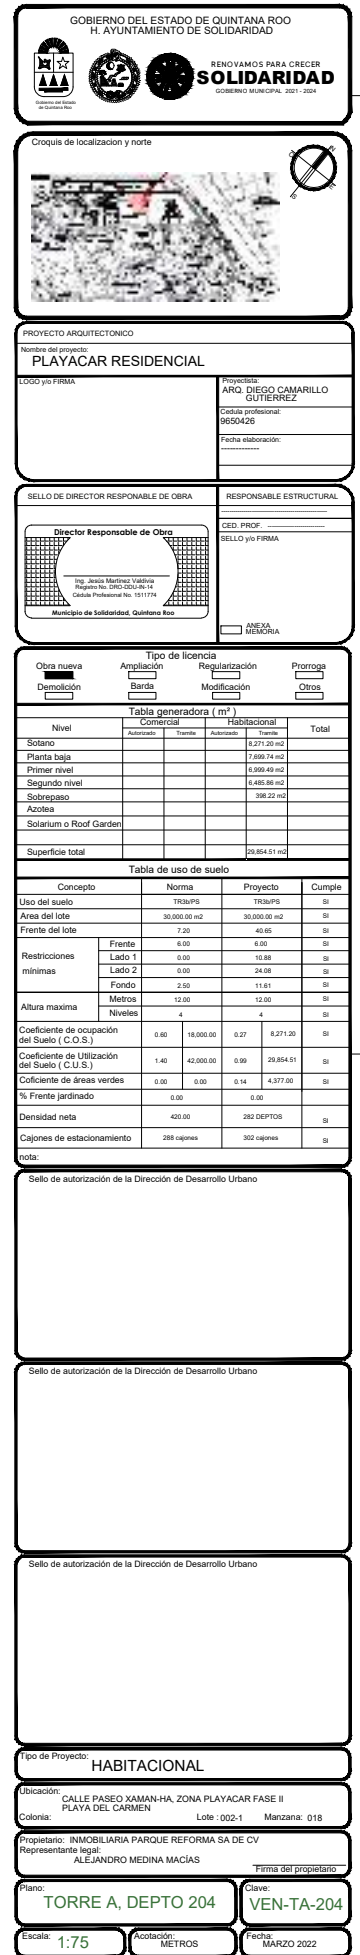 GOBIERNO DEL ESTADO DE QUINTANA ROO
H. AYUNTAMIENTO DE SOLIDARIDAD
Gobierno del Estado
de Quintana Roo
RENOVAMOS PARA CRECER
SOLIDARIDAD
GOBIERNO MUNICIPAL 2021 - 2024
Croquis de localizacion y norte
PROYECTO ARQUITECTONICO
Nombre del proyecto:
PLAYACAR RESIDENCIAL
LOGO y/o FIRMA
Proyectista:
ARQ. DIEGO CAMARILLO
GUTIERREZ
Cedula profesional:
9650426
Fecha elaboración:
-------------
SELLO DE DIRECTOR RESPONSABLE DE OBRA
RESPONSABLE ESTRUCTURAL
CED. PROF. ------------------------
SELLO y/o FIRMA
Director Responsable de Obra
Ing. Jesús Martínez Valdivia
Registro No. DRO-DDU-IN-14
Cédula Profesional No. 1511774
Municipio de Solidaridad, Quintana Roo
ANEXA
MEMORIA
Tipo de licencia
Obra nueva Ampliación Regularización Prorroga
Demolición Barda Modificación Otros
Tabla generadora ( m² )
Nivel Comercial Habitacional Total
Autorizado Tramite Autorizado Tramite
Sotano 8,271.20 m2
Planta baja 7,699.74 m2
Primer nivel 6,999.49 m2
Segundo nivel 6,485.86 m2
Sobrepaso 398.22 m2
Azotea
Solarium o Roof Garden
Superficie total 29,854.51 m2
Tabla de uso de suelo
Concepto Norma Proyecto Cumple
Uso del suelo TR3b/PS TR3b/PS SI
Area del lote 30,000.00 m2 30,000.00 m2 SI
Frente del lote 7.20 40.65 SI
Restricciones mínimas
Frente 6.00 6.00 SI
Lado 1 0.00 10.88 SI
Lado 2 0.00 24.08 SI
Fondo 2.50 11.61 SI
Altura maxima
Metros 12.00 12.00 SI
Niveles 4 4 SI
Coeficiente de ocupación
del Suelo ( C.O.S.) 0.60 18,000.00 0.27 8,271.20 SI
Coeficiente de Utilización
del Suelo ( C.U.S.) 1.40 42,000.00 0.99 29,854.51 SI
Coficiente de áreas verdes 0.00 0.00 0.14 4,377.00 SI
% Frente jardinado 0.00 0.00
Densidad neta 420.00 282 DEPTOS SI
Cajones de estacionamiento 288 cajones 302 cajones SI
nota:
Sello de autorización de la Dirección de Desarrollo Urbano
Sello de autorización de la Dirección de Desarrollo Urbano
Sello de autorización de la Dirección de Desarrollo Urbano
Tipo de Proyecto:
HABITACIONAL
Ubicación:
CALLE PASEO XAMAN-HA, ZONA PLAYACAR FASE II
PLAYA DEL CARMEN
Colonia: Lote : 002-1 Manzana: 018
Propietario: INMOBILIARIA PARQUE REFORMA SA DE CV
Representante legal:
ALEJANDRO MEDINA MACÍAS
Firma del propietario
Plano:
TORRE A, DEPTO 204
Clave:
VEN-TA-204
Escala: 1:75
Acotación:
METROS
Fecha:
MARZO 2022